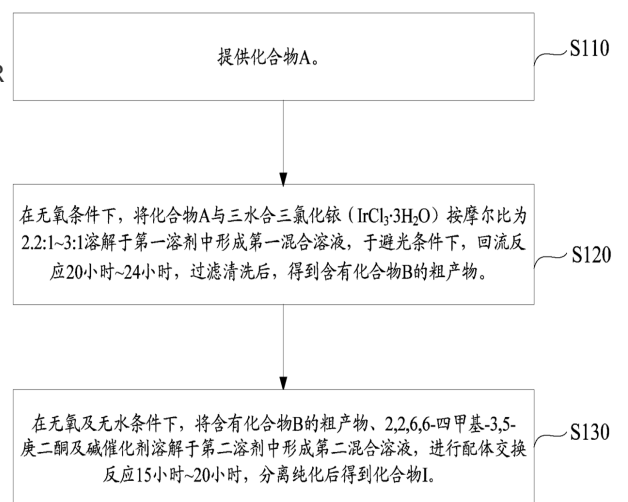 提供化合物A。
S110
R
在无氧条件下，将化合物A与三水合三氯化铱（IrCl₃·3H₂O）按摩尔比为
2.2:1~3:1溶解于第一溶剂中形成第一混合溶液，于避光条件下，回流反
应20小时~24小时，过滤清洗后，得到含有化合物B的粗产物。
S120
在无氧及无水条件下，将含有化合物B的粗产物、2,2,6,6-四甲基-3,5-
庚二酮及碱催化剂溶解于第二溶剂中形成第二混合溶液，进行配体交换
反应15小时~20小时，分离纯化后得到化合物I。
S130